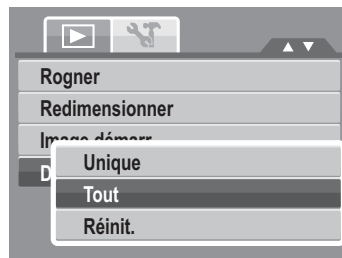 Rogner
Redimensionner
Image démarr.
D
Unique
Tout
Réinit.